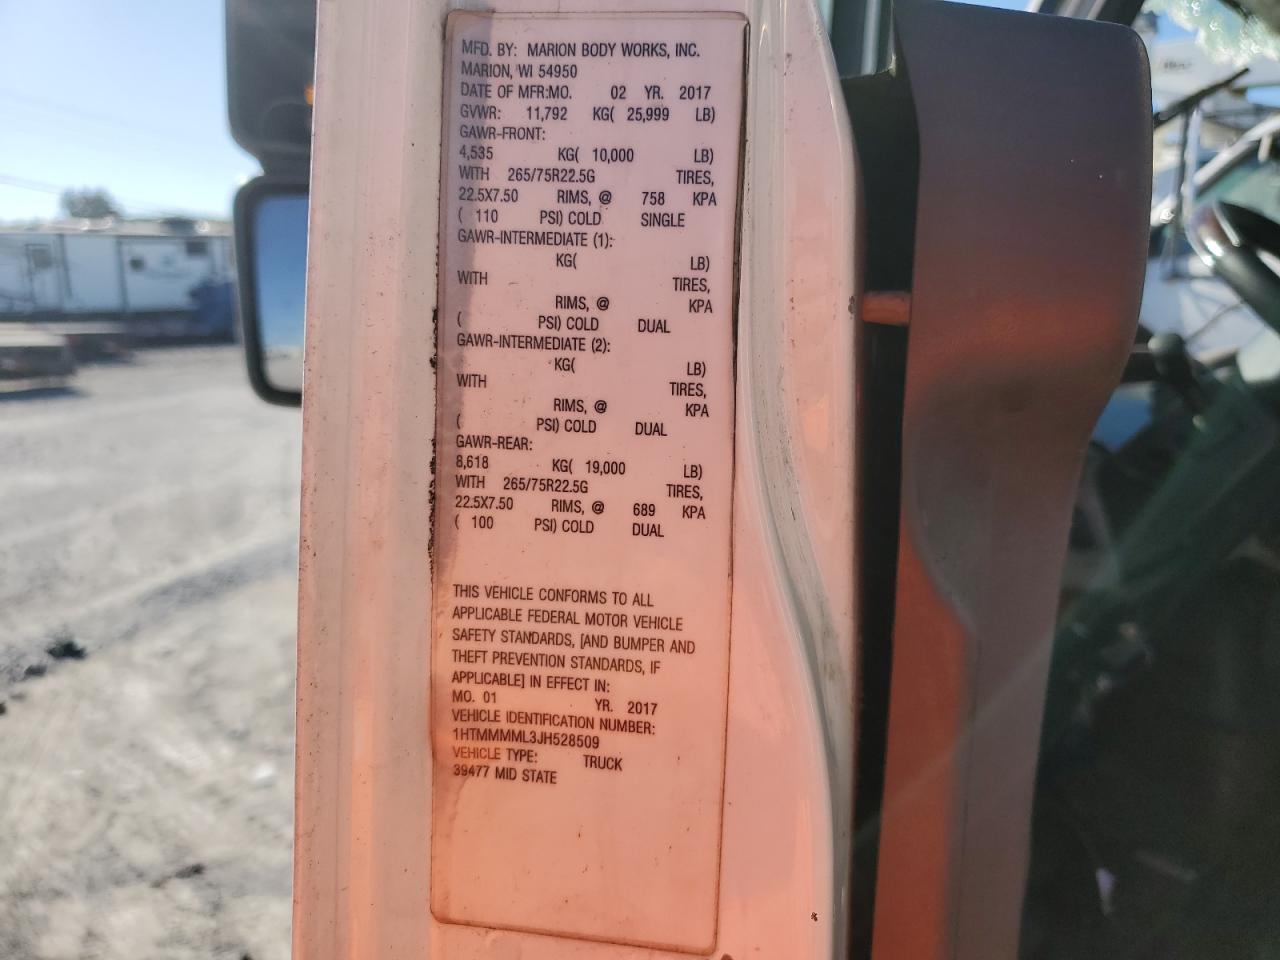 MFD. BY: MARION BODY WORKS, INC.
MARION, WI 54950
DATE OF MFR:MO. 02 YR. 2017
GVWR: 11,792 KG( 25,999 LB)
GAWR-FRONT:
4,535 KG( 10,000 LB)
WITH 265/75R22.5G TIRES,
22.5X7.50 RIMS, @ 758 KPA
( 110 PSI) COLD SINGLE
GAWR-INTERMEDIATE (1):
KG( LB)
WITH TIRES,
RIMS, @ KPA
( PSI) COLD DUAL
GAWR-INTERMEDIATE (2):
KG( LB)
WITH TIRES,
RIMS, @ KPA
( PSI) COLD DUAL
GAWR-REAR:
8,618 KG( 19,000 LB)
WITH 265/75R22.5G TIRES,
22.5X7.50 RIMS, @ 689 KPA
( 100 PSI) COLD DUAL
THIS VEHICLE CONFORMS TO ALL
APPLICABLE FEDERAL MOTOR VEHICLE
SAFETY STANDARDS, [AND BUMPER AND
THEFT PREVENTION STANDARDS, IF
APPLICABLE] IN EFFECT IN:
MO. 01 YR. 2017
VEHICLE IDENTIFICATION NUMBER:
1HTMMMML3JH528509
VEHICLE TYPE: TRUCK
39477 MID STATE